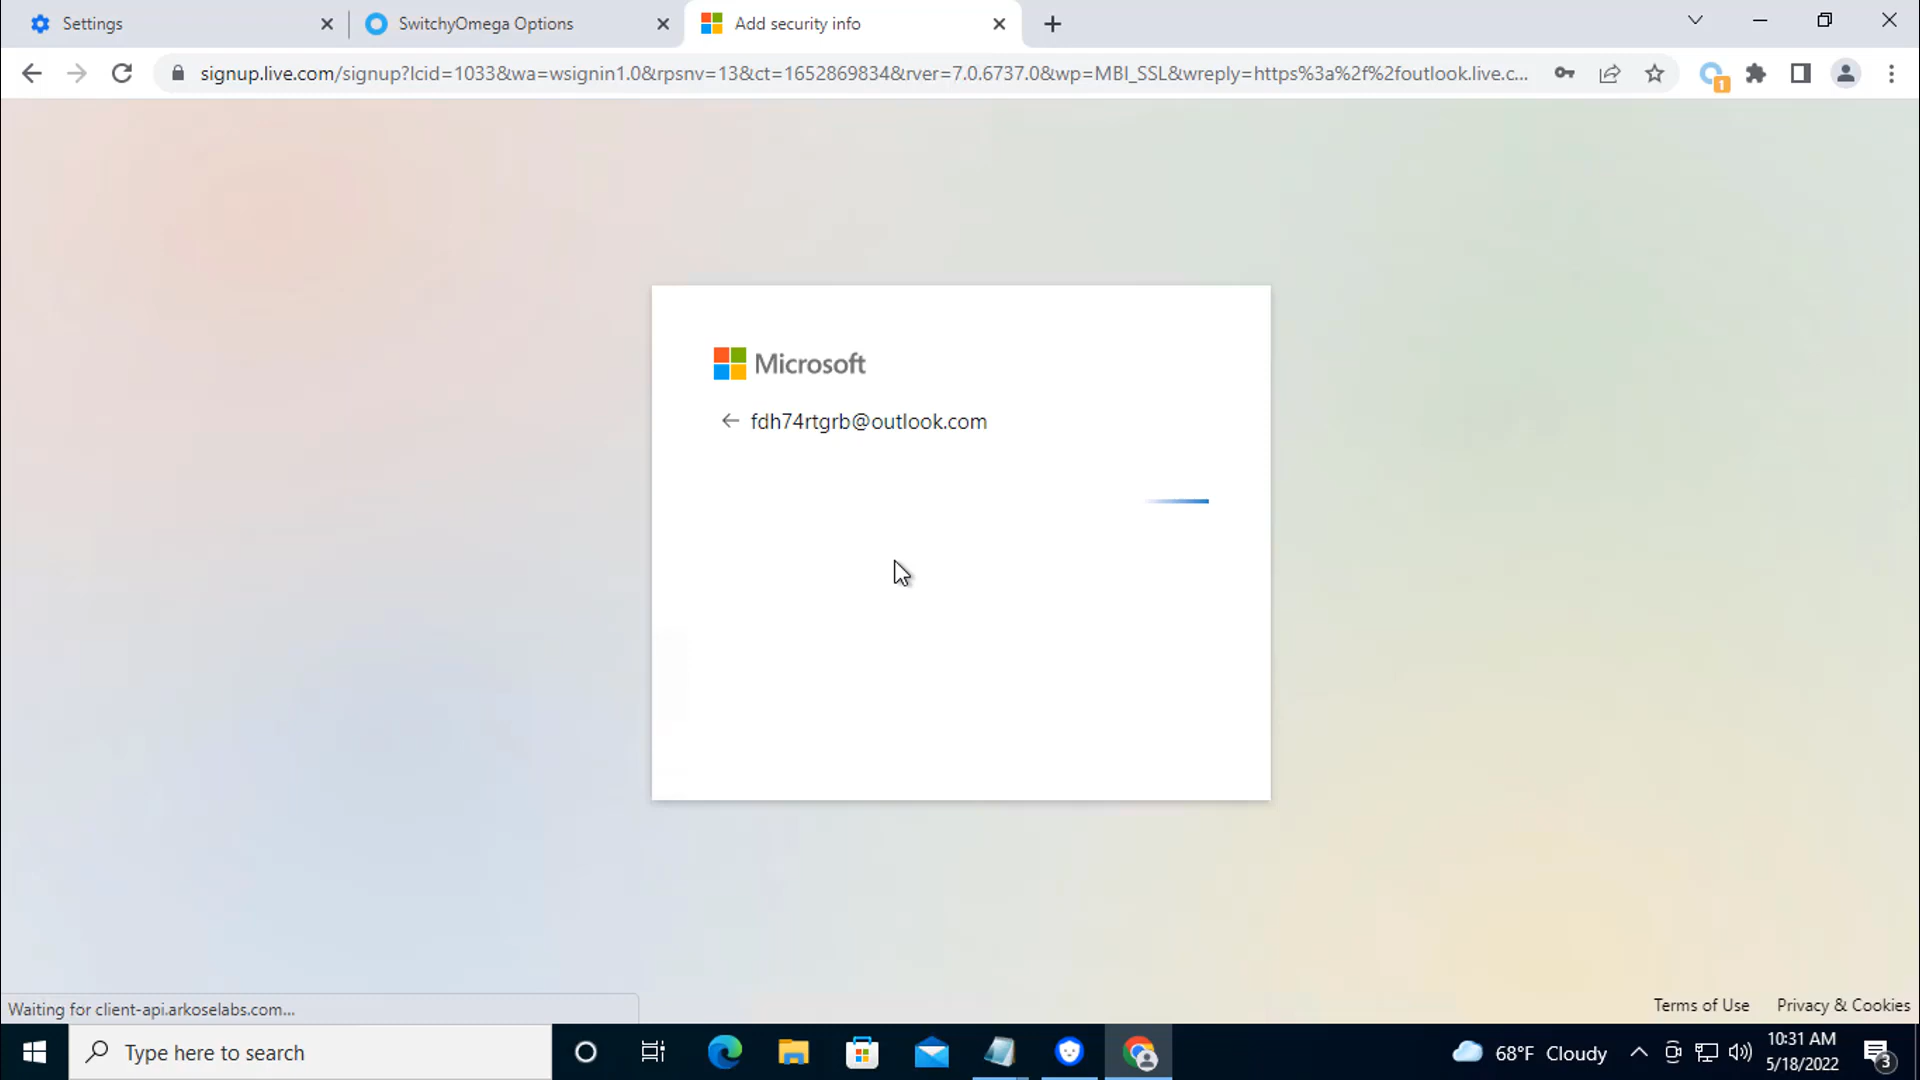 Settings
SwitchyOmega Options
Add security info
signup.live.com/signup?lcid=1033&wa=wsignin1.0&rpsnv=13&ct=1652869834&rver=7.0.6737.0&wp=MBI_SSL&wreply=https%3a%2f%2foutlook.live.c...
1
Microsoft
fdh74rtgrb@outlook.com
Waiting for client-api.arkoselabs.com...
Terms of Use
Privacy & Cookies
Type here to search
68°F Cloudy
10:31 AM
5/18/2022
3